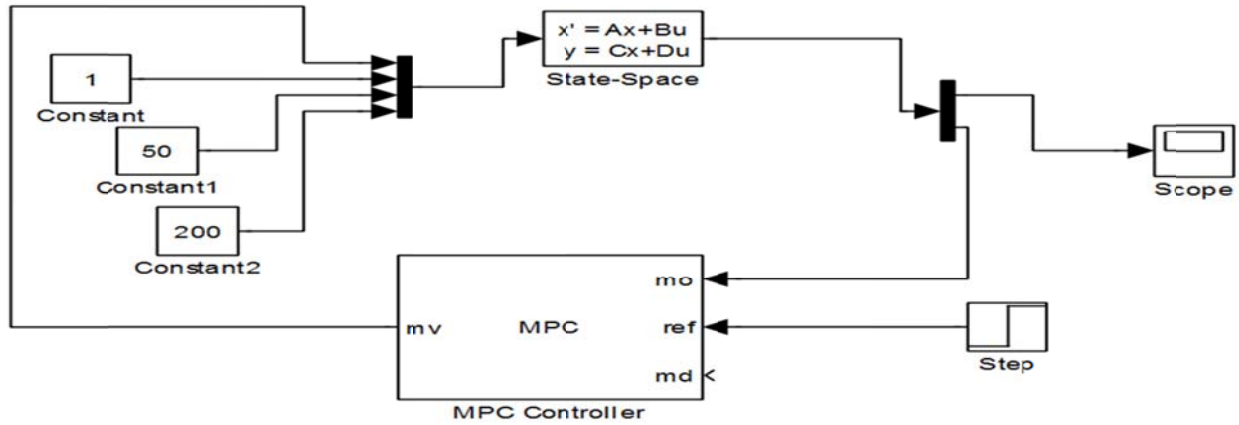 x' = Ax+Bu
y = Cx+Du
State-Space
1
Constant
50
Constant1
200
Constant2
Scope
mo
mv
MPC
ref
md
MPC Controller
Step